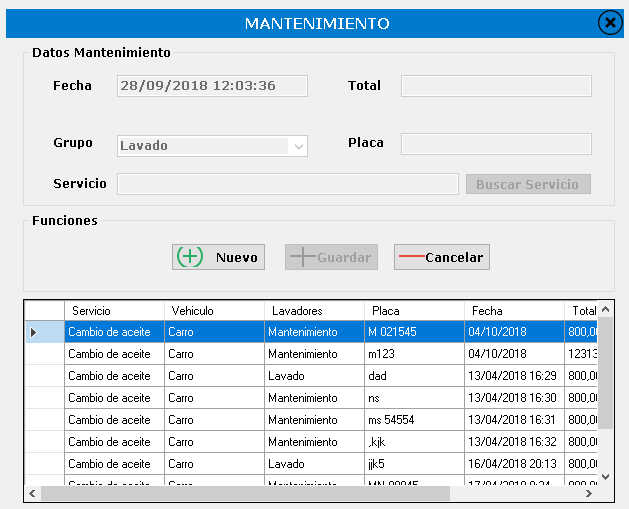 MANTENIMIENTO
Datos Mantenimiento
Fecha 28/09/2018 12:03:36 Total
Grupo Lavado Placa
Servicio Buscar Servicio
Funciones
Nuevo Guardar Cancelar
Servicio Vehiculo Lavadores Placa Fecha Total
Cambio de aceite Carro Mantenimiento M 021545 04/10/2018 800,00
Cambio de aceite Carro Mantenimiento m123 04/10/2018 12313
Cambio de aceite Carro Lavado dad 13/04/2018 16:29 800,00
Cambio de aceite Carro Mantenimiento ns 13/04/2018 16:30 800,00
Cambio de aceite Carro Mantenimiento ms 54554 13/04/2018 16:31 800,00
Cambio de aceite Carro Mantenimiento ,kjk 13/04/2018 16:32 800,00
Cambio de aceite Carro Lavado jjk5 16/04/2018 20:13 800,00
Cambio de aceite Carro Mantenimiento